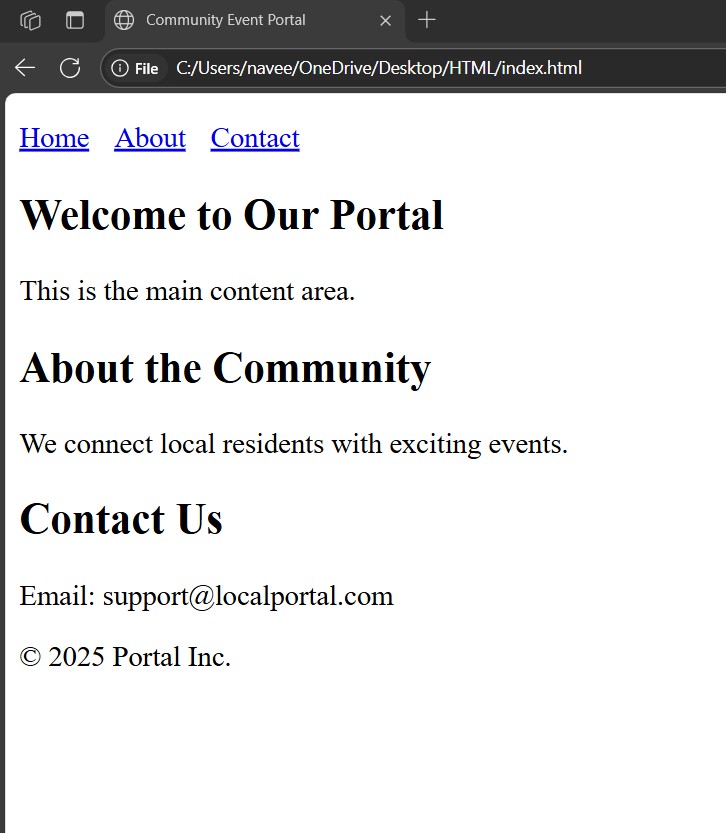 Community Event Portal
File C:/Users/navee/OneDrive/Desktop/HTML/index.html
Home About Contact
Welcome to Our Portal
This is the main content area.
About the Community
We connect local residents with exciting events.
Contact Us
Email: support@localportal.com
© 2025 Portal Inc.